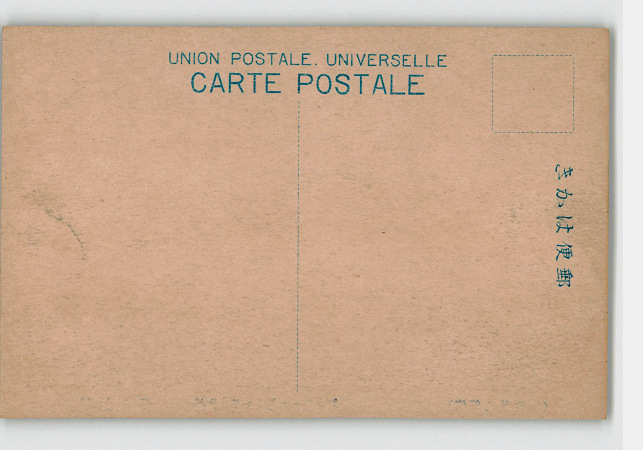 UNION POSTALE. UNIVERSELLE
CARTE POSTALE
きかは便郵